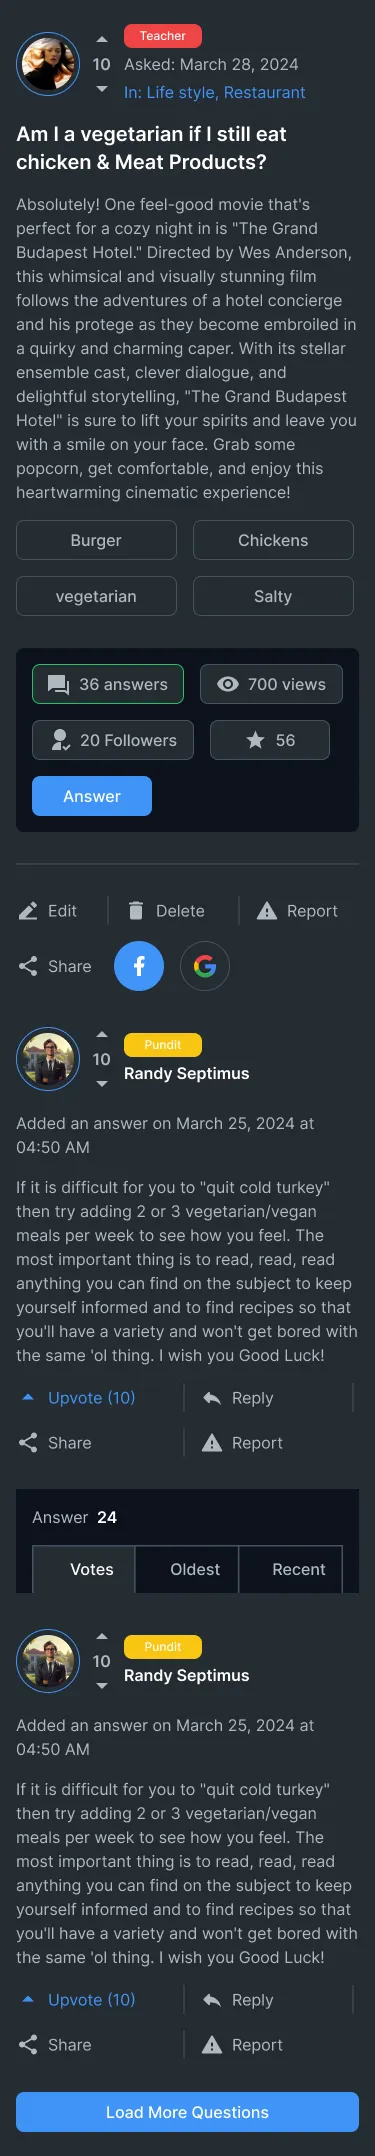 Teacher
10
Asked: March 28, 2024
In: Life style, Restaurant
Am I a vegetarian if I still eat
chicken & Meat Products?
Absolutely! One feel-good movie that's
perfect for a cozy night in is "The Grand
Budapest Hotel." Directed by Wes Anderson,
this whimsical and visually stunning film
follows the adventures of a hotel concierge
and his protege as they become embroiled in
a quirky and charming caper. With its stellar
ensemble cast, clever dialogue, and
delightful storytelling, "The Grand Budapest
Hotel" is sure to lift your spirits and leave you
with a smile on your face. Grab some
popcorn, get comfortable, and enjoy this
heartwarming cinematic experience!
Burger
Chickens
vegetarian
Salty
36 answers
700 views
20 Followers
56
Answer
Edit
Delete
Report
Share
Pundit
10
Randy Septimus
Added an answer on March 25, 2024 at
04:50 AM
If it is difficult for you to "quit cold turkey"
then try adding 2 or 3 vegetarian/vegan
meals per week to see how you feel. The
most important thing is to read, read, read
anything you can find on the subject to keep
yourself informed and to find recipes so that
you'll have a variety and won't get bored with
the same 'ol thing. I wish you Good Luck!
Upvote (10)
Reply
Share
Report
Answer 24
Votes
Oldest
Recent
Pundit
10
Randy Septimus
Added an answer on March 25, 2024 at
04:50 AM
If it is difficult for you to "quit cold turkey"
then try adding 2 or 3 vegetarian/vegan
meals per week to see how you feel. The
most important thing is to read, read, read
anything you can find on the subject to keep
yourself informed and to find recipes so that
you'll have a variety and won't get bored with
the same 'ol thing. I wish you Good Luck!
Upvote (10)
Reply
Share
Report
Load More Questions